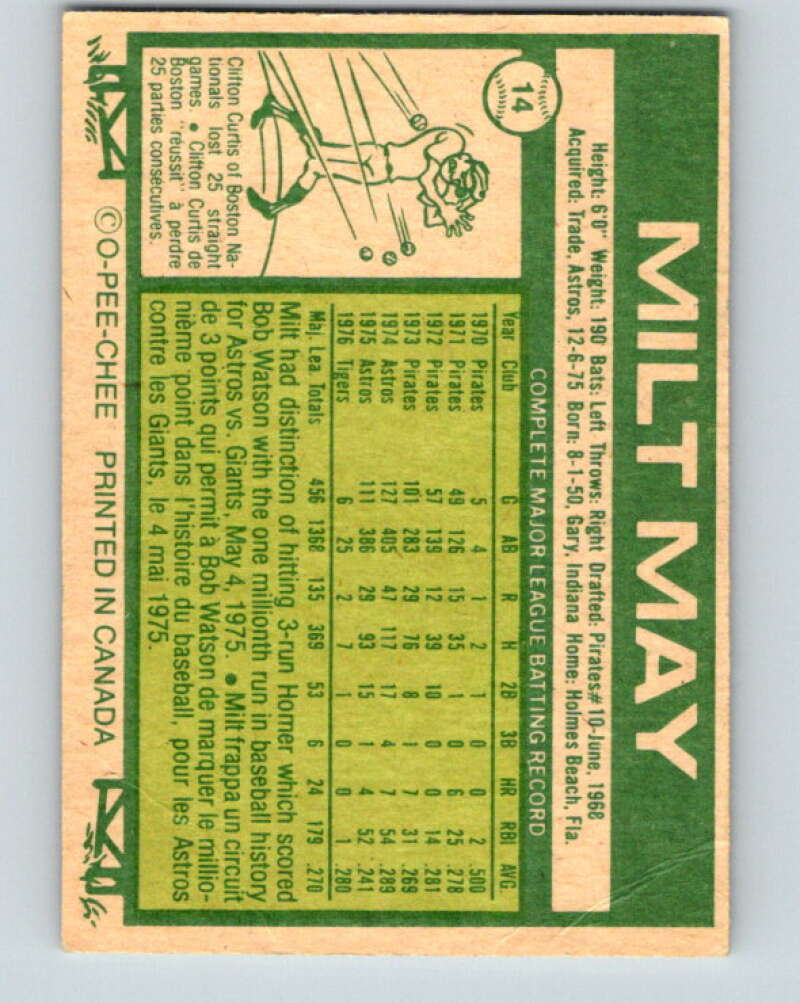 14
MILT MAY
Height: 6'0" Weight: 190 Bats: Left Throws: Right Drafted: Pirates #10-June, 1968
Acquired: Trade, Astros, 12-6-75 Born: 8-1-50, Gary, Indiana Home: Holmes Beach, Fla.
COMPLETE MAJOR LEAGUE BATTING RECORD
Year Club G AB R H 2B 3B HR RBI AVG.
1970 Pirates 5 4 1 2 1 0 0 2 .500
1971 Pirates 49 126 15 35 1 0 6 25 .278
1972 Pirates 57 139 12 39 10 0 0 14 .281
1973 Pirates 101 283 29 76 8 1 7 31 .269
1974 Astros 127 405 47 117 17 4 7 54 .289
1975 Astros 111 386 29 93 15 1 4 52 .241
1976 Tigers 6 25 2 7 1 0 0 1 .280
Maj. Lea Totals 456 1368 135 369 53 6 24 179 .270
Milt had distinction of hitting 3-run Homer which scored
Bob Watson with the one millionth run in baseball history
for Astros vs. Giants, May 4, 1975. • Milt frappa un circuit
de 3 points qui permit à Bob Watson de marquer le millio-
nième point dans l'histoire du baseball, pour les Astros
contre les Giants, le 4 mai 1975.
Clifton Curtis of Boston Na-
tionals lost 25 straight
games. • Clifton Curtis de
Boston "réussit" à perdre
25 parties consecutives.
©O-PEE-CHEE PRINTED IN CANADA